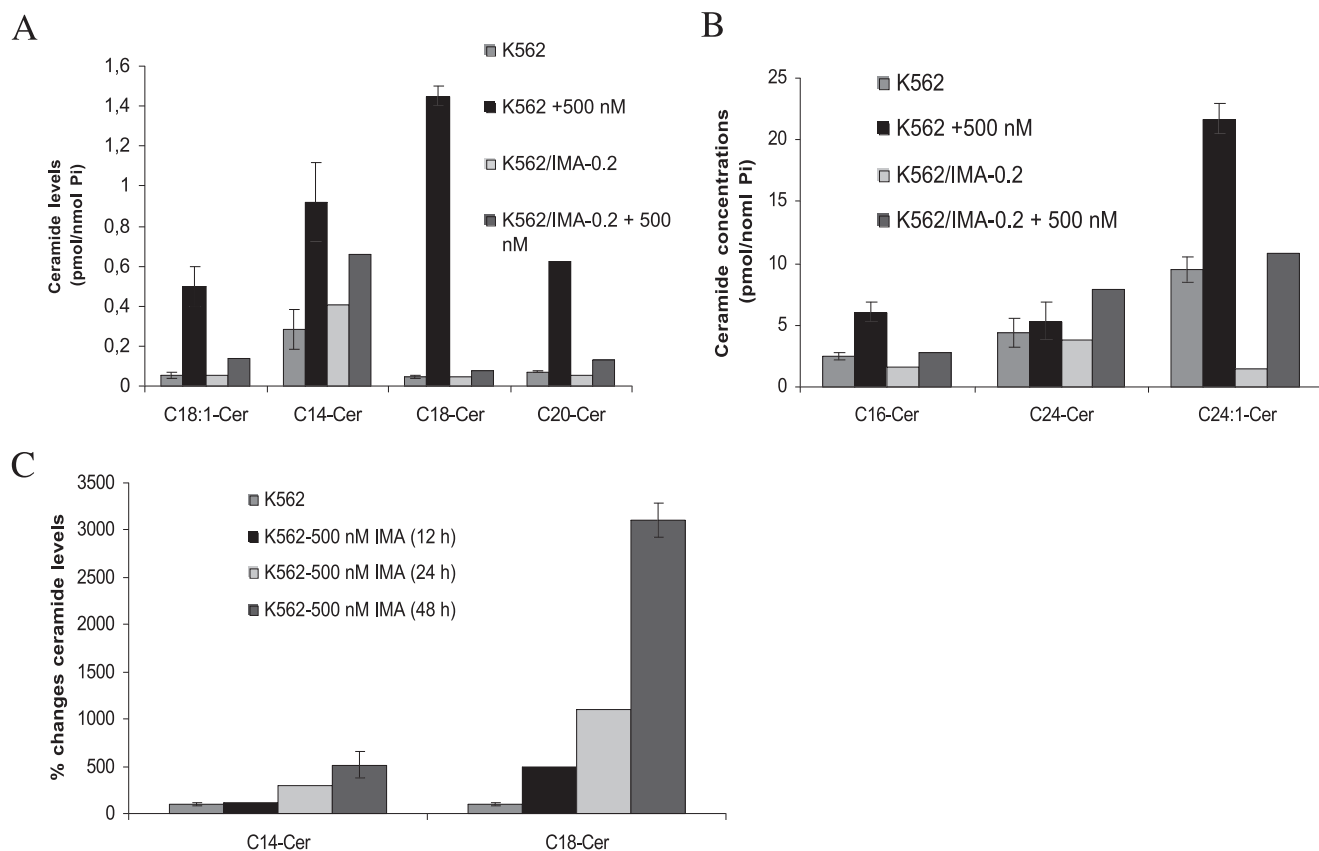 A
Ceramide levels
(pmol/nmol Pi)
1,6
1,4
1,2
1
0,8
0,6
0,4
0,2
0
K562
K562 +500 nM
K562/IMA-0.2
K562/IMA-0.2 + 500
nM
C18:1-Cer
C14-Cer
C18-Cer
C20-Cer
B
Ceramide concentrations
(pmol/noml Pi)
25
20
15
10
5
0
K562
K562 +500 nM
K562/IMA-0.2
K562/IMA-0.2 + 500 nM
C16-Cer
C24-Cer
C24:1-Cer
C
% changes ceramide levels
3500
3000
2500
2000
1500
1000
500
0
K562
K562-500 nM IMA (12 h)
K562-500 nM IMA (24 h)
K562-500 nM IMA (48 h)
C14-Cer
C18-Cer